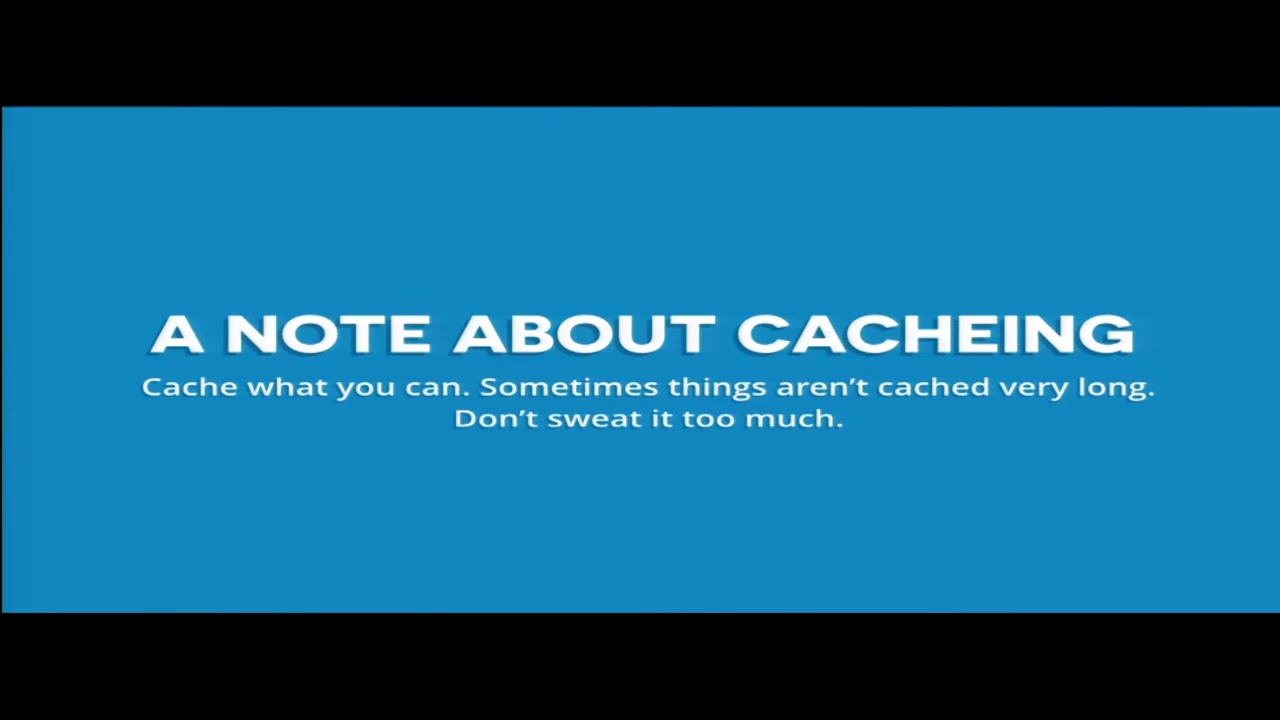 A NOTE ABOUT CACHEING
Cache what you can. Sometimes things aren’t cached very long.
Don’t sweat it too much.